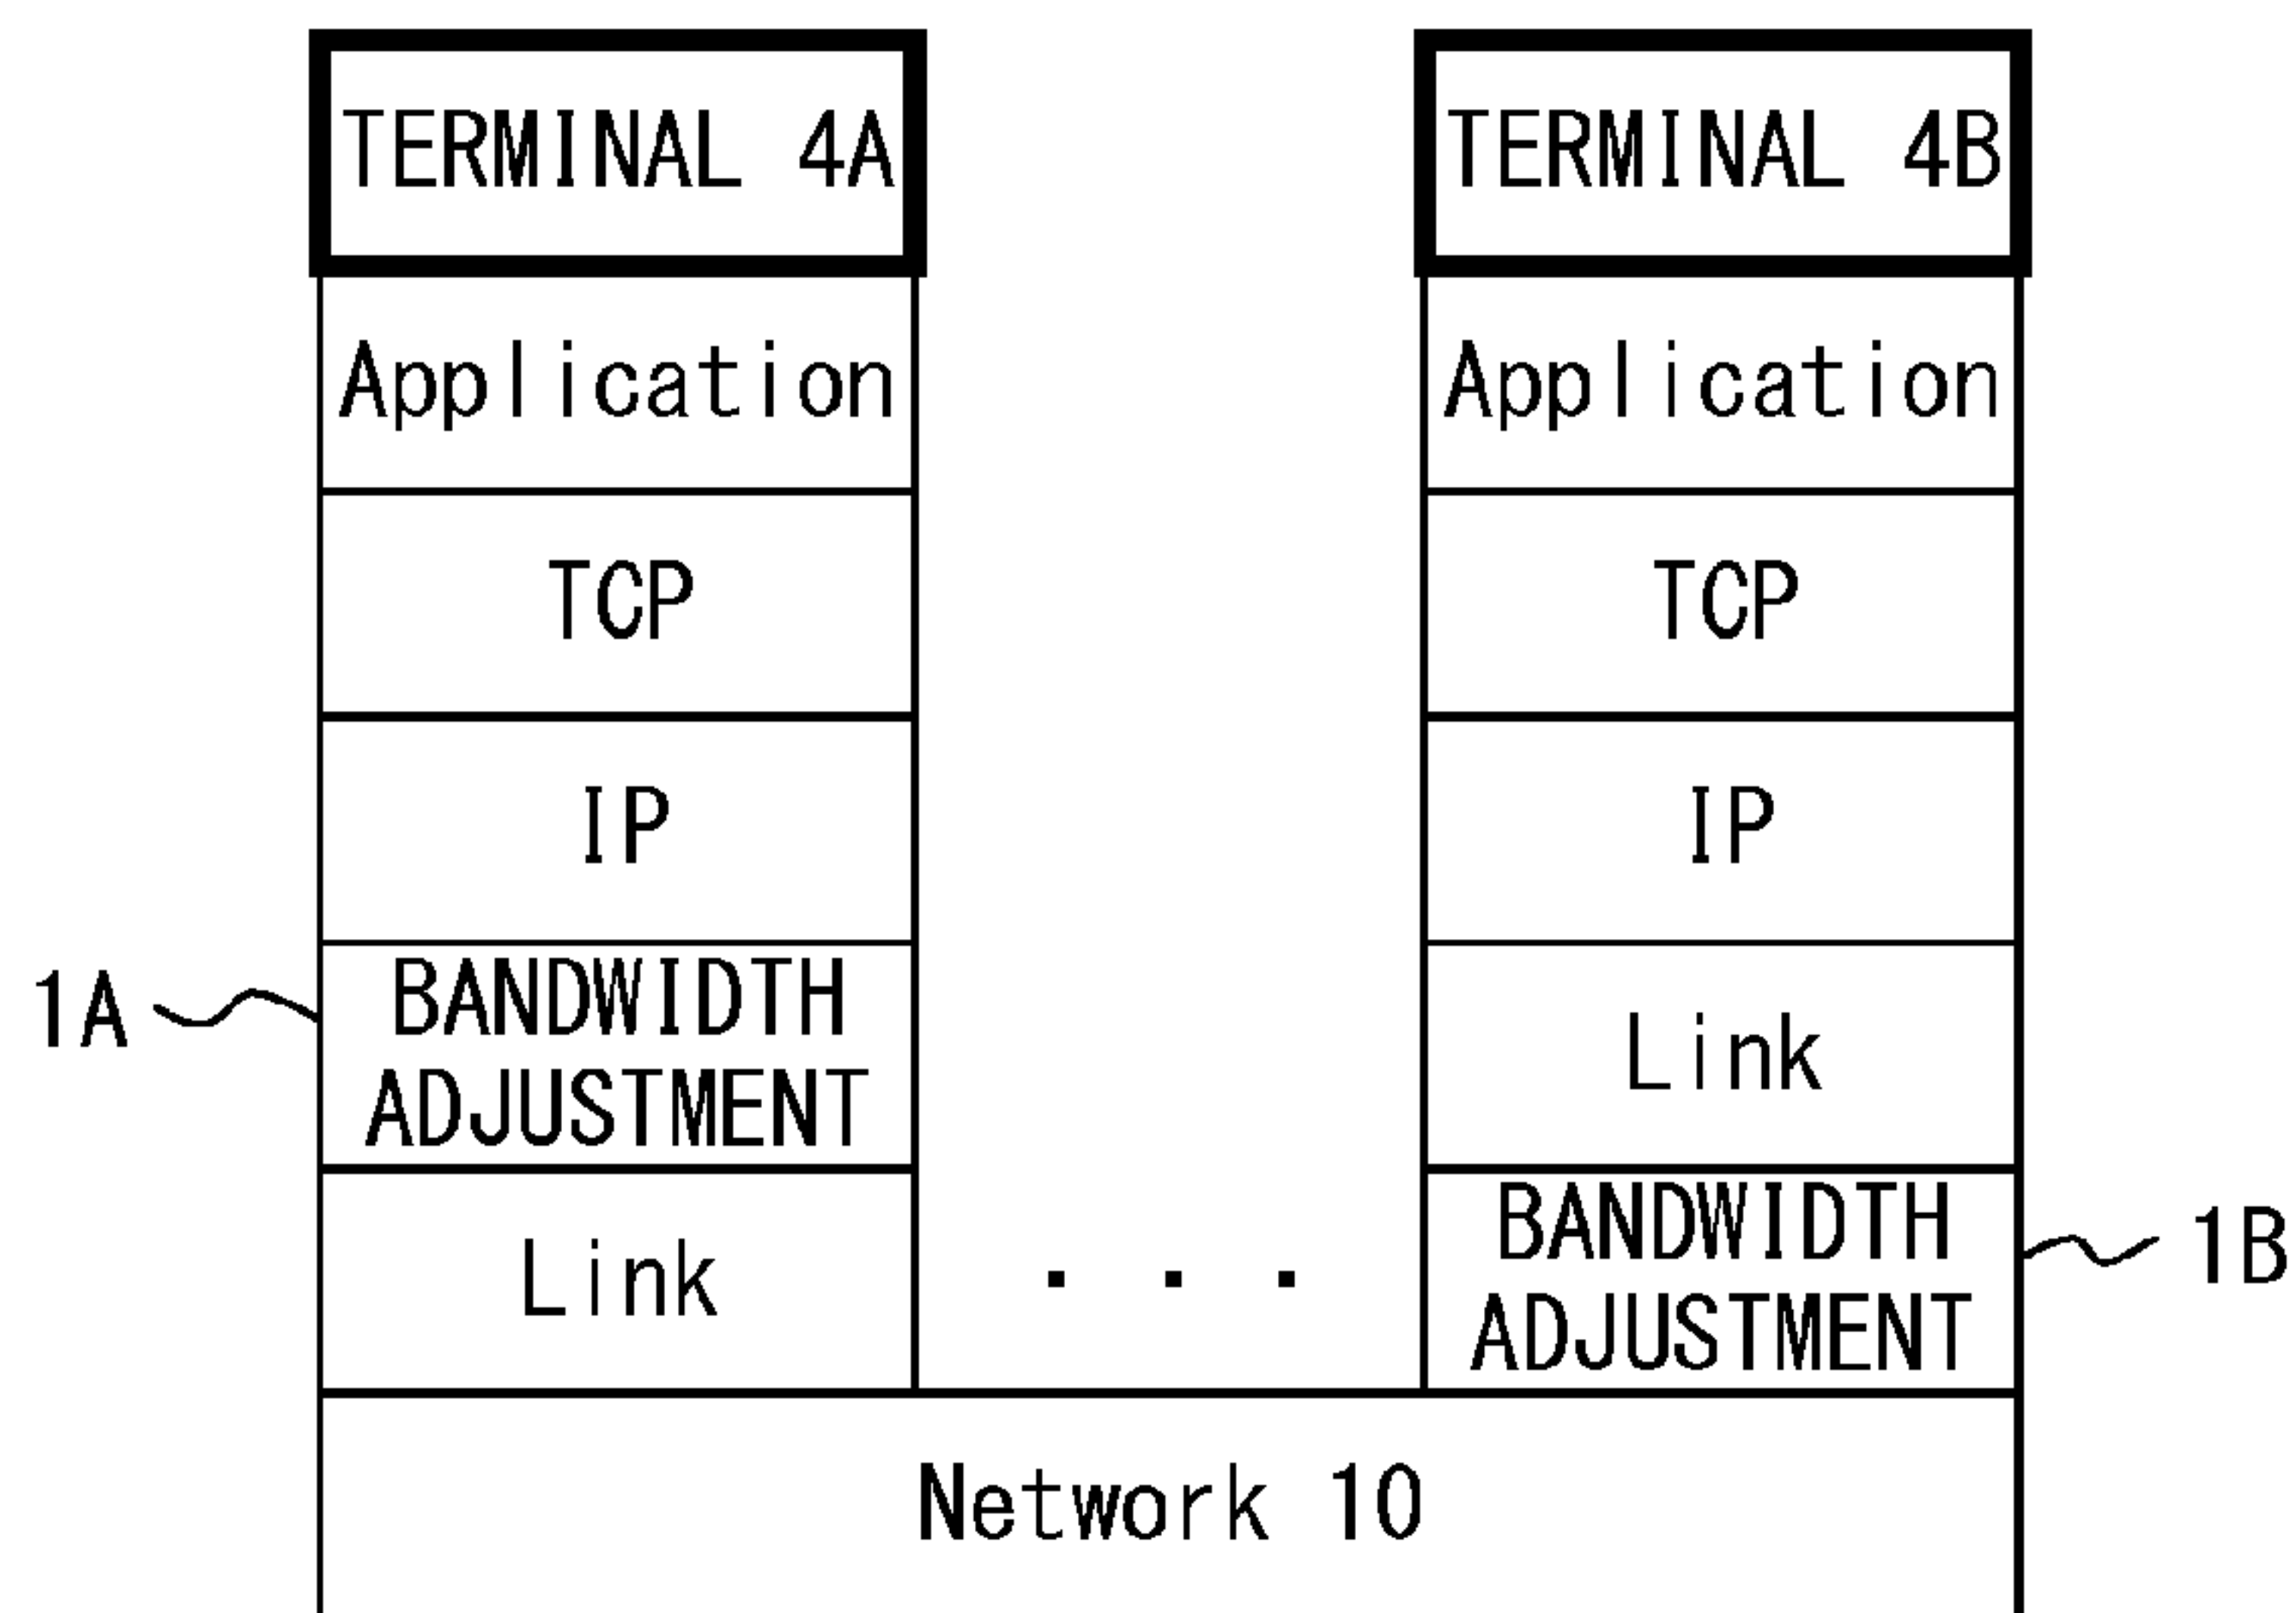 TERMINAL 4A
Application
TCP
IP
1A
BANDWIDTH
ADJUSTMENT
Link
TERMINAL 4B
Application
TCP
IP
Link
BANDWIDTH
ADJUSTMENT
1B
Network 10